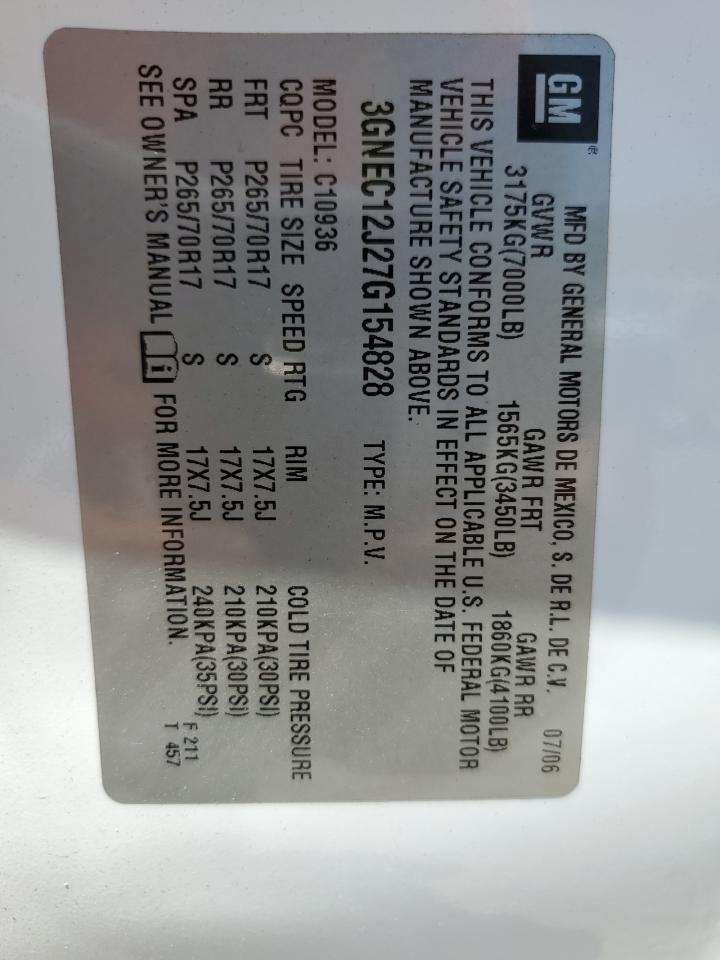 GM ®
MFD BY GENERAL MOTORS DE MEXICO, S. DE R.L. DE C.V. 07/06
GVWR GAWR FRT GAWR RR
3175KG(7000LB) 1565KG(3450LB) 1860KG(4100LB)
THIS VEHICLE CONFORMS TO ALL APPLICABLE U.S. FEDERAL MOTOR
VEHICLE SAFETY STANDARDS IN EFFECT ON THE DATE OF
MANUFACTURE SHOWN ABOVE.
3GNEC12J27G154828 TYPE: M.P.V.
MODEL: C10936
CQPC TIRE SIZE SPEED RTG RIM COLD TIRE PRESSURE
FRT P265/70R17 S 17X7.5J 210KPA(30PSI)
RR P265/70R17 S 17X7.5J 210KPA(30PSI)
SPA P265/70R17 S 17X7.5J 240KPA(35PSI)
SEE OWNER'S MANUAL i FOR MORE INFORMATION.
F 211
T 457